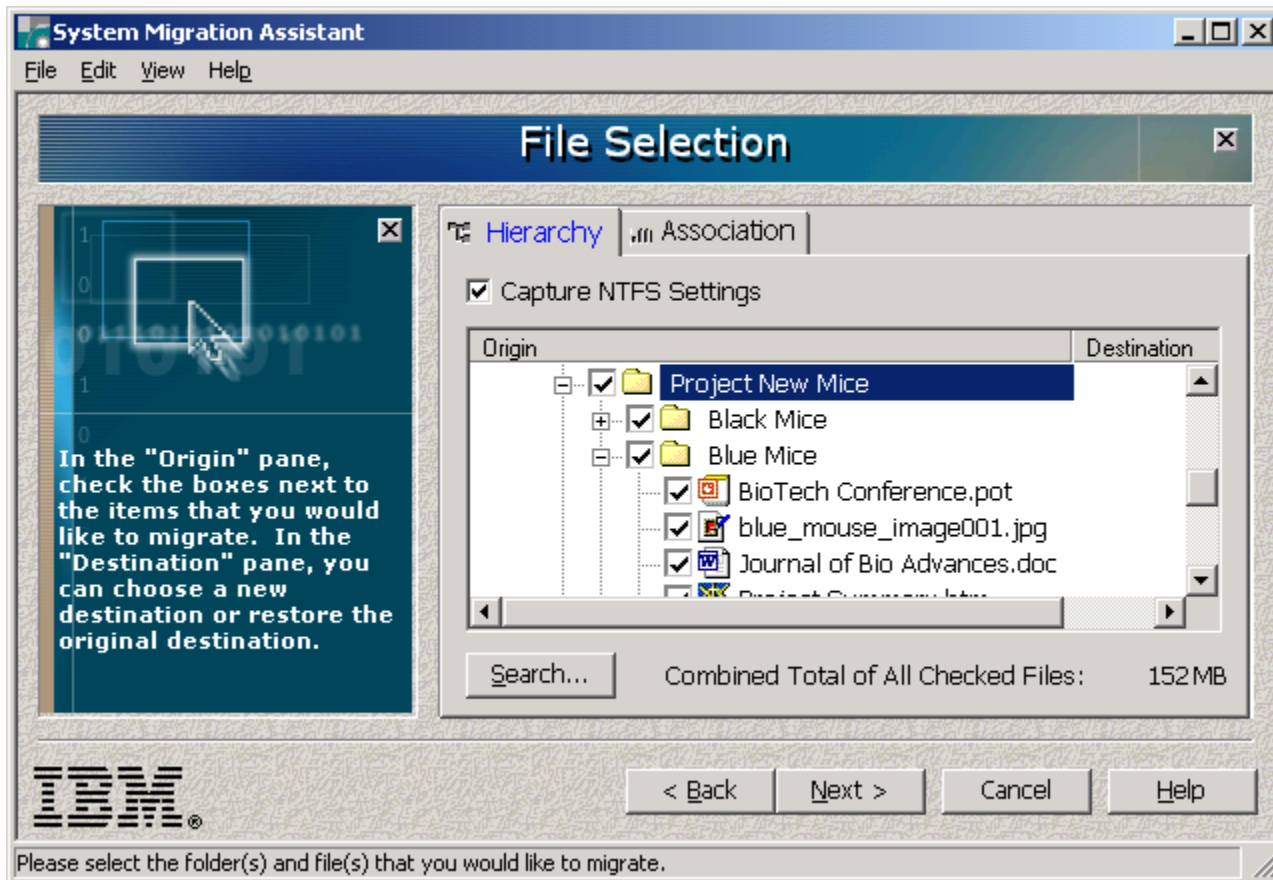 System Migration Assistant
File Edit View Help
File Selection
In the "Origin" pane,
check the boxes next to
the items that you would
like to migrate. In the
"Destination" pane, you
can choose a new
destination or restore the
original destination.
Hierarchy Association
Capture NTFS Settings
Origin Destination
Project New Mice
Black Mice
Blue Mice
BioTech Conference.pot
blue_mouse_image001.jpg
Journal of Bio Advances.doc
Project Summary.htm
Search... Combined Total of All Checked Files: 152MB
IBM®
< Back Next > Cancel Help
Please select the folder(s) and file(s) that you would like to migrate.